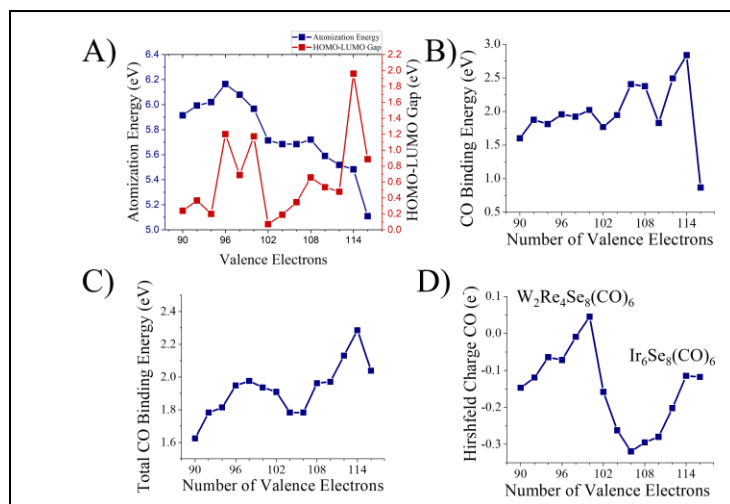 A)
Atomization Energy
HOMO-LUMO Gap
Atomization Energy (eV)
6.4
6.2
6.0
5.8
5.6
5.4
5.2
5.0
2.2
2.0
1.8
1.6
1.4
1.2
1.0
0.8
0.6
0.4
0.2
0.0
HOMO-LUMO Gap (eV)
90 96 102 108 114
Valence Electrons
B)
CO Binding Energy (eV)
3.0
2.5
2.0
1.5
1.0
0.5
90 96 102 108 114
Number of Valence Electrons
C)
Total CO Binding Energy (eV)
2.4
2.2
2.0
1.8
1.6
90 96 102 108 114
Number of Valence Electrons
D)
W₂Re₄Se₈(CO)₆
Ir₆Se₈(CO)₆
Hirshfeld Charge CO (e⁻)
0.1
0.0
-0.1
-0.2
-0.3
90 96 102 108 114
Number of Valence Electrons